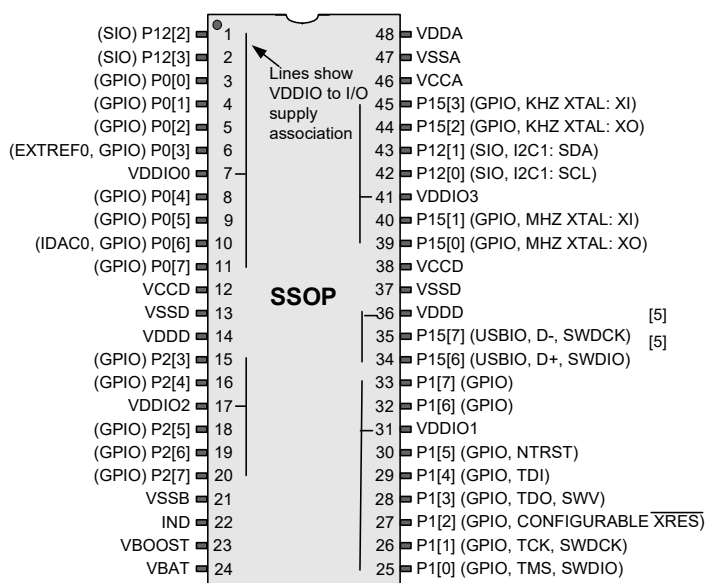 (SIO) P12[2] 1 48 VDDA
(SIO) P12[3] 2 47 VSSA
(GPIO) P0[0] 3 46 VCCA
Lines show
VDDIO to I/O
supply
association
(GPIO) P0[1] 4 45 P15[3] (GPIO, KHZ XTAL: XI)
(GPIO) P0[2] 5 44 P15[2] (GPIO, KHZ XTAL: XO)
(EXTREF0, GPIO) P0[3] 6 43 P12[1] (SIO, I2C1: SDA)
VDDIO0 7 42 P12[0] (SIO, I2C1: SCL)
(GPIO) P0[4] 8 41 VDDIO3
(GPIO) P0[5] 9 40 P15[1] (GPIO, MHZ XTAL: XI)
(IDAC0, GPIO) P0[6] 10 39 P15[0] (GPIO, MHZ XTAL: XO)
(GPIO) P0[7] 11 38 VCCD
SSOP
VCCD 12 37 VSSD
VSSD 13 36 VDDD [5]
VDDD 14 35 P15[7] (USBIO, D-, SWDCK) [5]
(GPIO) P2[3] 15 34 P15[6] (USBIO, D+, SWDIO)
(GPIO) P2[4] 16 33 P1[7] (GPIO)
VDDIO2 17 32 P1[6] (GPIO)
(GPIO) P2[5] 18 31 VDDIO1
(GPIO) P2[6] 19 30 P1[5] (GPIO, NTRST)
(GPIO) P2[7] 20 29 P1[4] (GPIO, TDI)
VSSB 21 28 P1[3] (GPIO, TDO, SWV)
IND 22 27 P1[2] (GPIO, CONFIGURABLE XRES)
VBOOST 23 26 P1[1] (GPIO, TCK, SWDCK)
VBAT 24 25 P1[0] (GPIO, TMS, SWDIO)